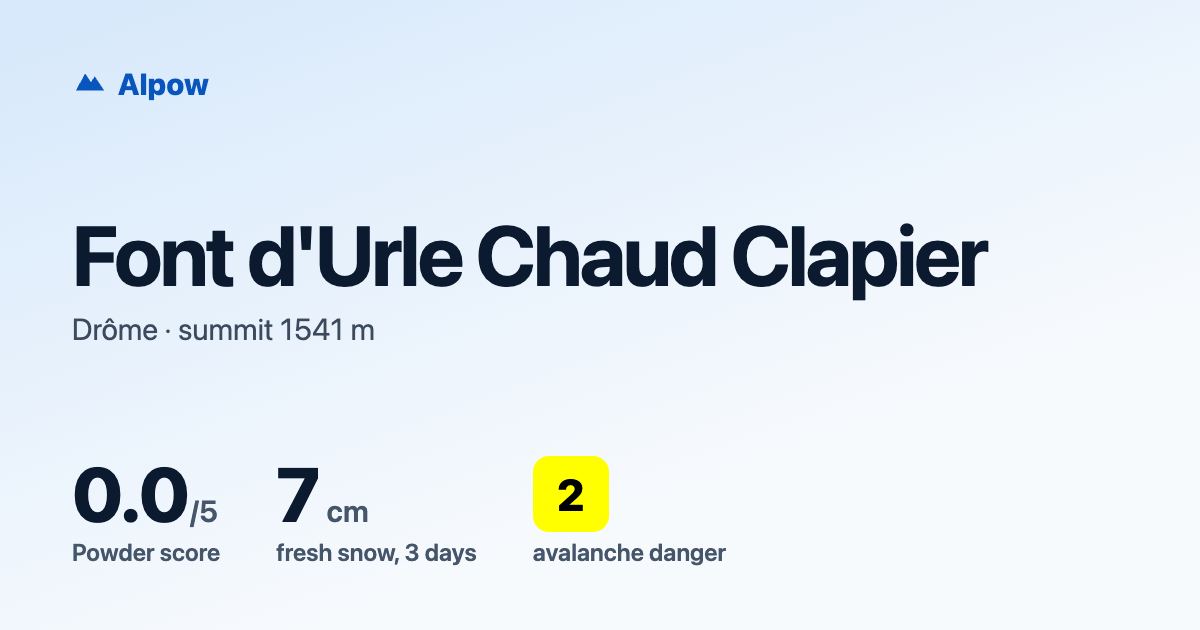 Alpow
Font d'Urle Chaud Clapier
Drôme · summit 1541 m
0.0/5 7 cm 2
Powder score fresh snow, 3 days avalanche danger